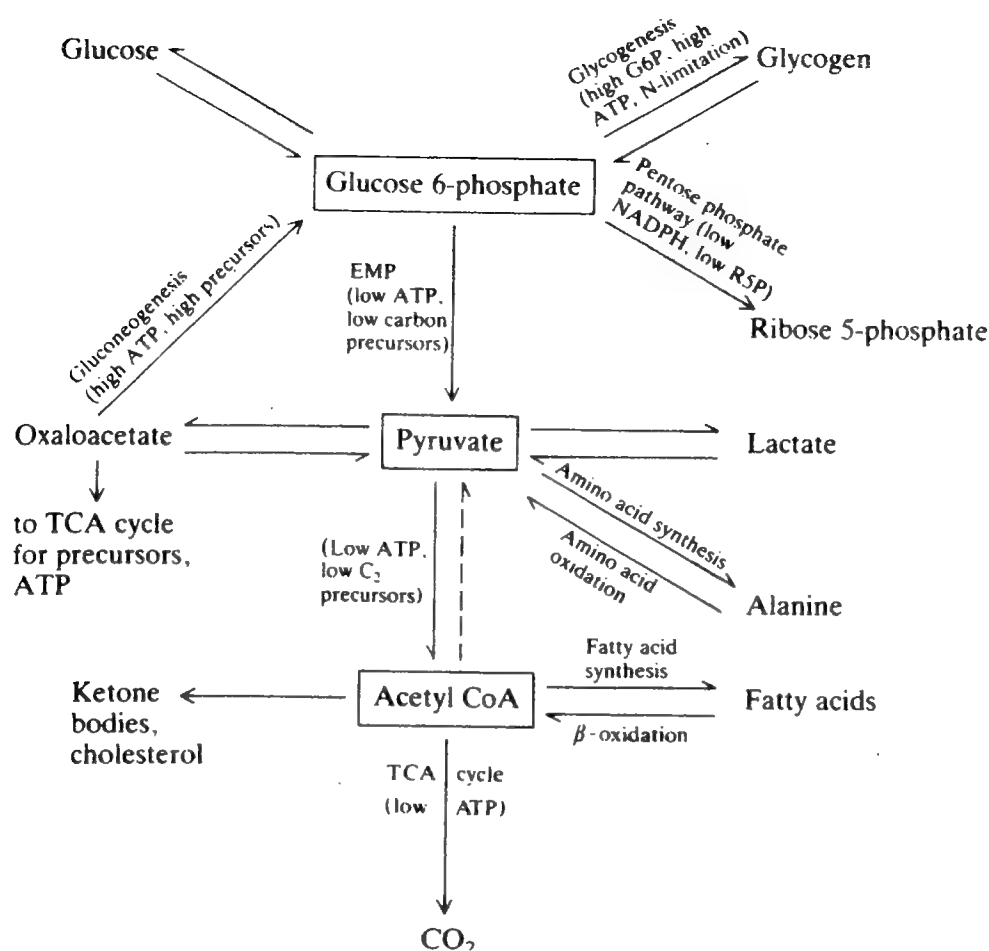 Glucose
Glycogenesis
(high G6P, high
ATP, N-limitation)
Glycogen
Glucose 6-phosphate
Pentose phosphate
pathway (low
NADPH, low R5P)
Ribose 5-phosphate
Gluconeogenesis
(high ATP, high precursors)
EMP
(low ATP,
low carbon
precursors)
Oxaloacetate
Pyruvate
Lactate
to TCA cycle
for precursors,
ATP
(Low ATP,
low C₂
precursors)
Amino acid synthesis
Amino acid
oxidation
Alanine
Fatty acid
synthesis
Ketone
bodies,
cholesterol
Acetyl CoA
Fatty acids
β-oxidation
TCA cycle
(low ATP)
CO₂